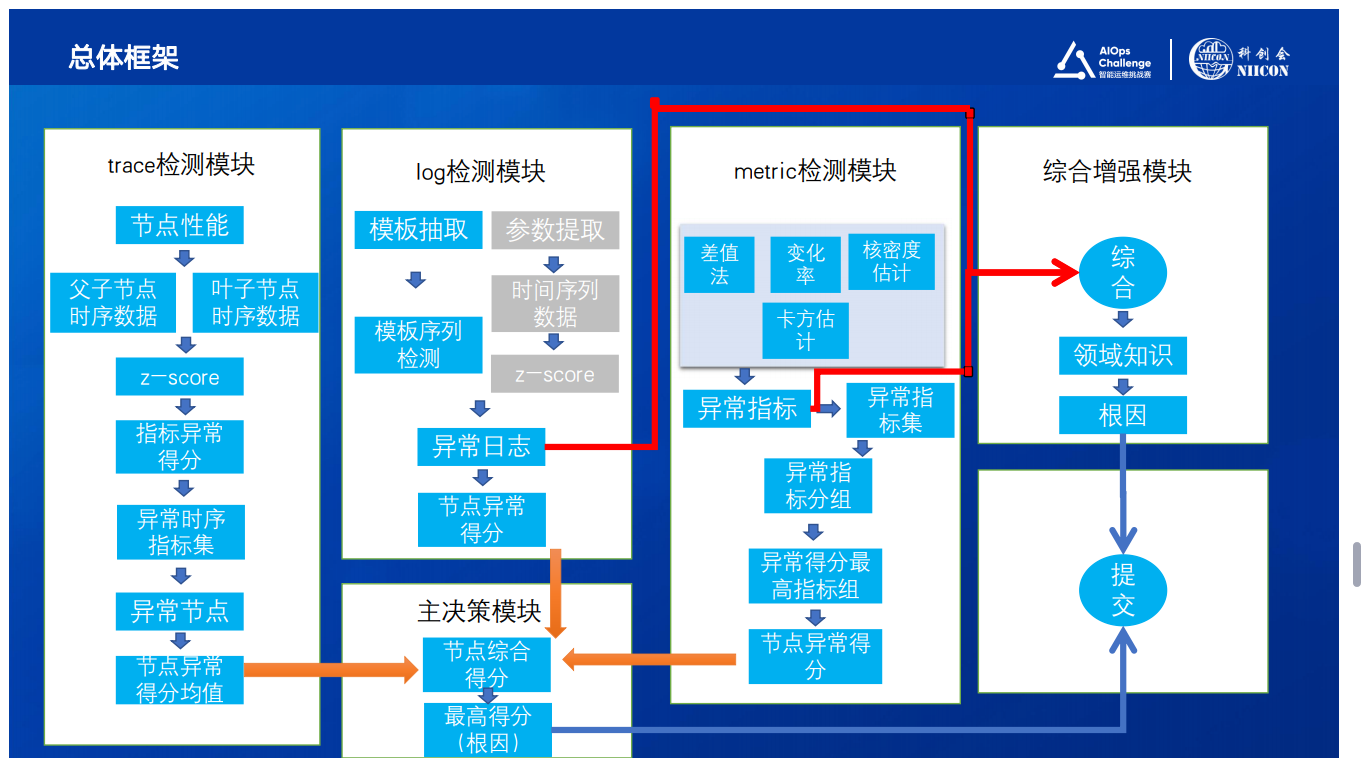 总体框架
AIOps
Challenge
智能运维挑战赛
NIICON
科创会
NIICON
trace检测模块
节点性能
父子节点
时序数据
叶子节点
时序数据
z—score
指标异常
得分
异常时序
指标集
异常节点
节点异常
得分均值
log检测模块
模板抽取
参数提取
时间序列
数据
模板序列
检测
z—score
异常日志
节点异常
得分
主决策模块
节点综合
得分
最高得分
（根因）
metric检测模块
差值
法
变化
率
核密度
估计
卡方估
计
异常指标
异常指
标集
异常指
标分组
异常得分最
高指标组
节点异常得
分
综合增强模块
综
合
领域知识
根因
提
交